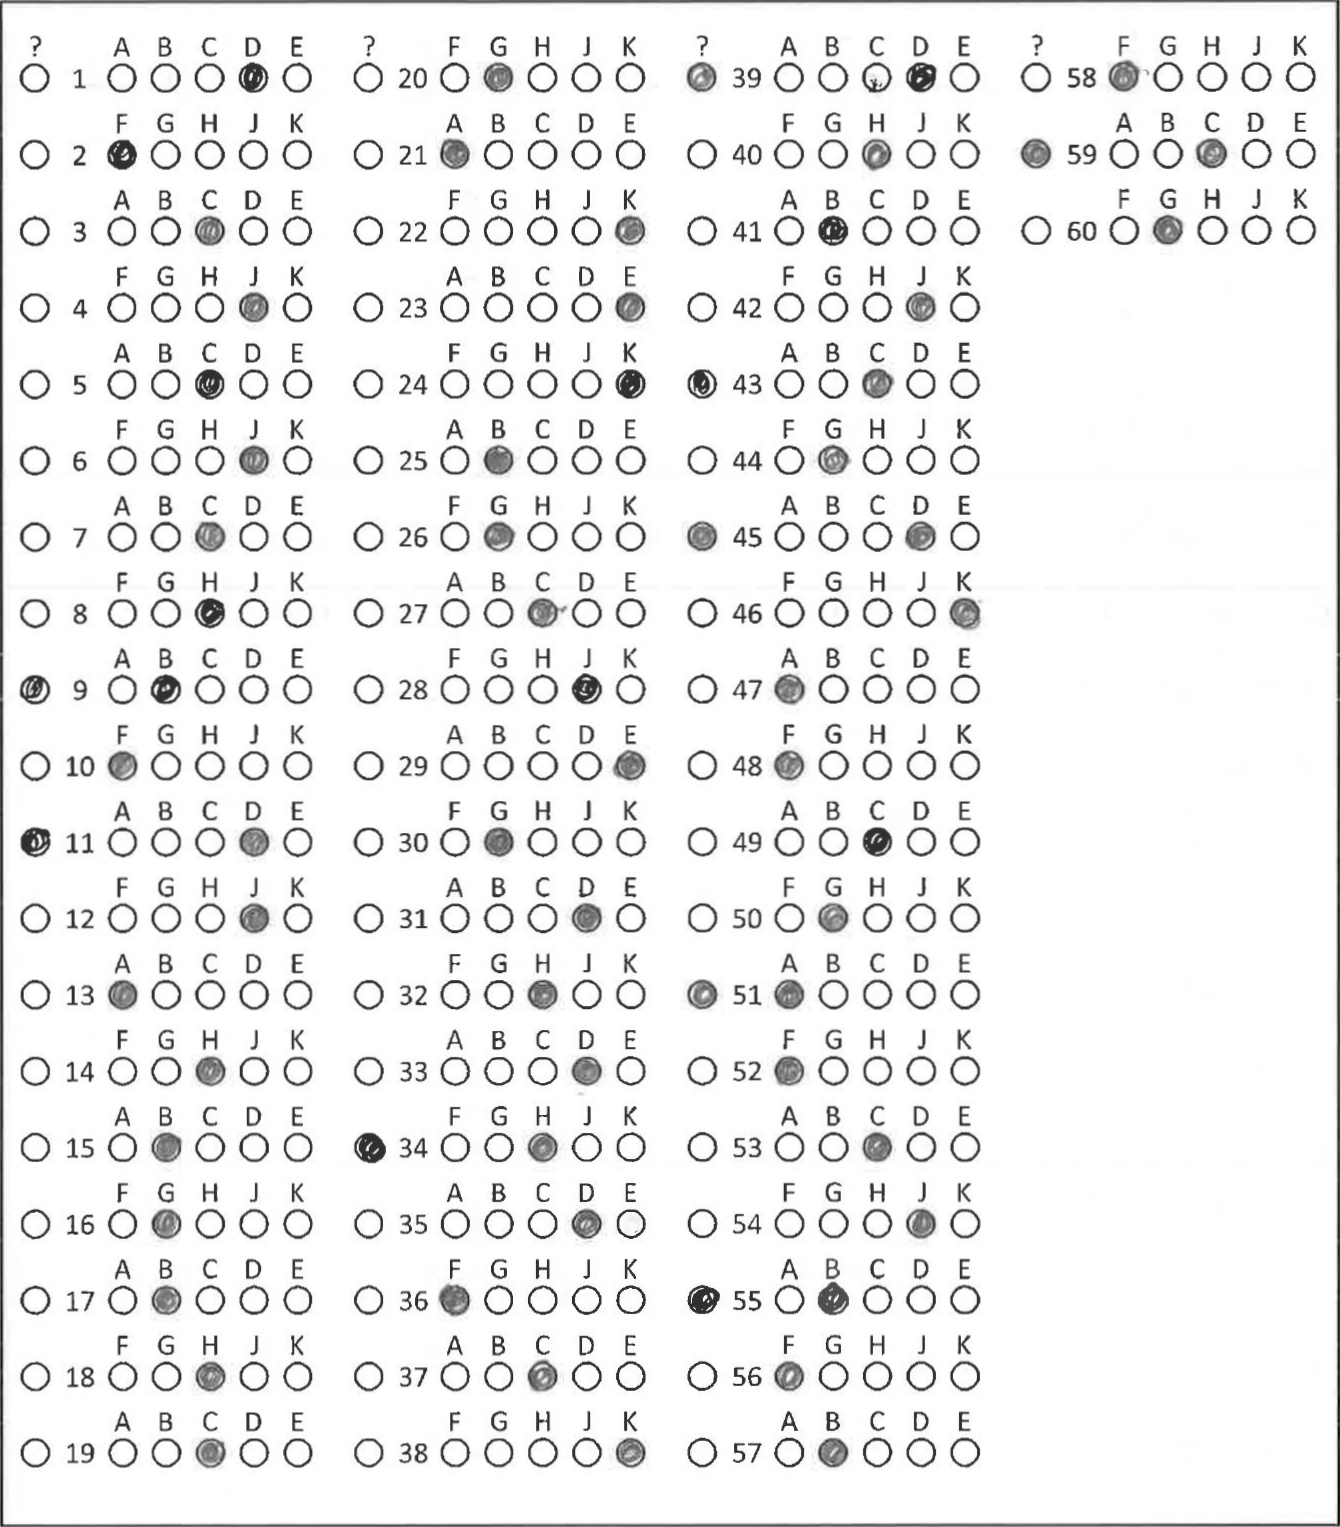 ? A B C D E ? F G H J K ? A B C D E ? F G H J K
1 20 39 58
F G H J K A B C D E F G H J K A B C D E
2 21 40 59
A B C D E F G H J K A B C D E F G H J K
3 22 41 60
F G H J K A B C D E F G H J K
4 23 42
A B C D E F G H J K A B C D E
5 24 43
F G H J K A B C D E F G H J K
6 25 44
A B C D E F G H J K A B C D E
7 26 45
F G H J K A B C D E F G H J K
8 27 46
A B C D E F G H J K A B C D E
9 28 47
F G H J K A B C D E F G H J K
10 29 48
A B C D E F G H J K A B C D E
11 30 49
F G H J K A B C D E F G H J K
12 31 50
A B C D E F G H J K A B C D E
13 32 51
F G H J K A B C D E F G H J K
14 33 52
A B C D E F G H J K A B C D E
15 34 53
F G H J K A B C D E F G H J K
16 35 54
A B C D E F G H J K A B C D E
17 36 55
F G H J K A B C D E F G H J K
18 37 56
A B C D E F G H J K A B C D E
19 38 57